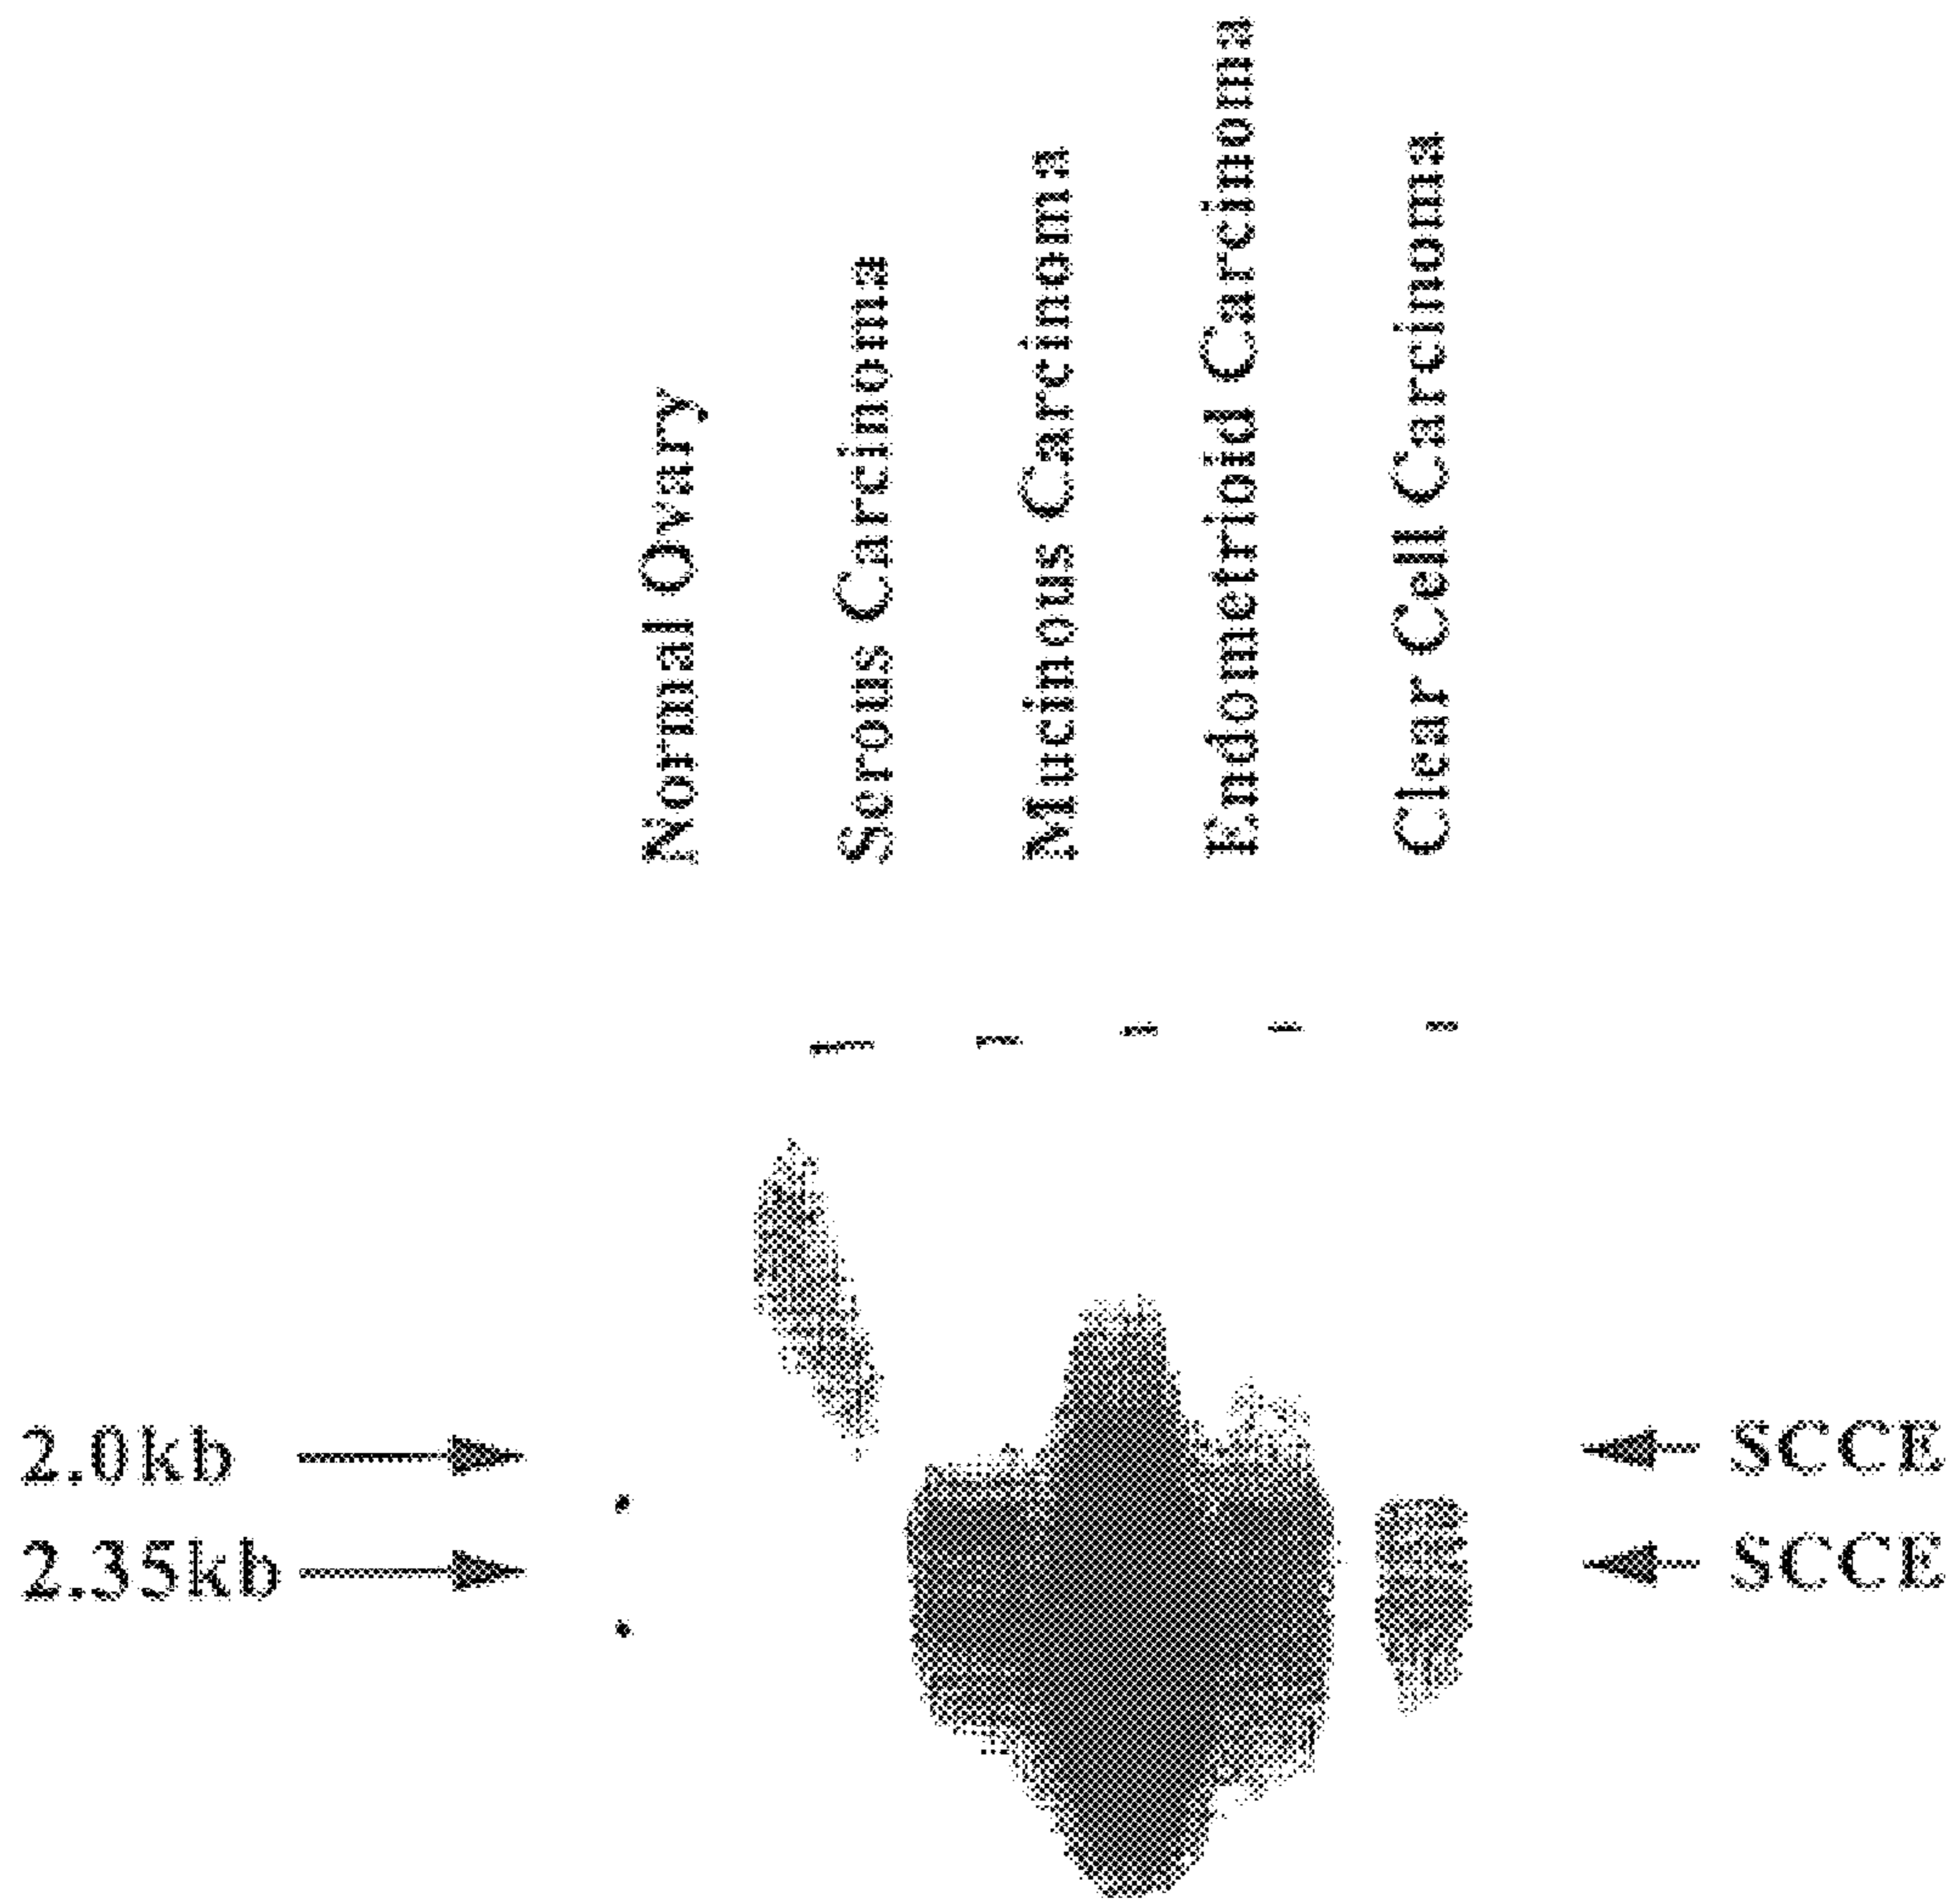 Normal Ovary
Serous Carcinoma
Mucinous Carcinoma
Endometrioid Carcinoma
Clear Cell Carcinoma
2.0kb
SCCE
2.35kb
SCCE